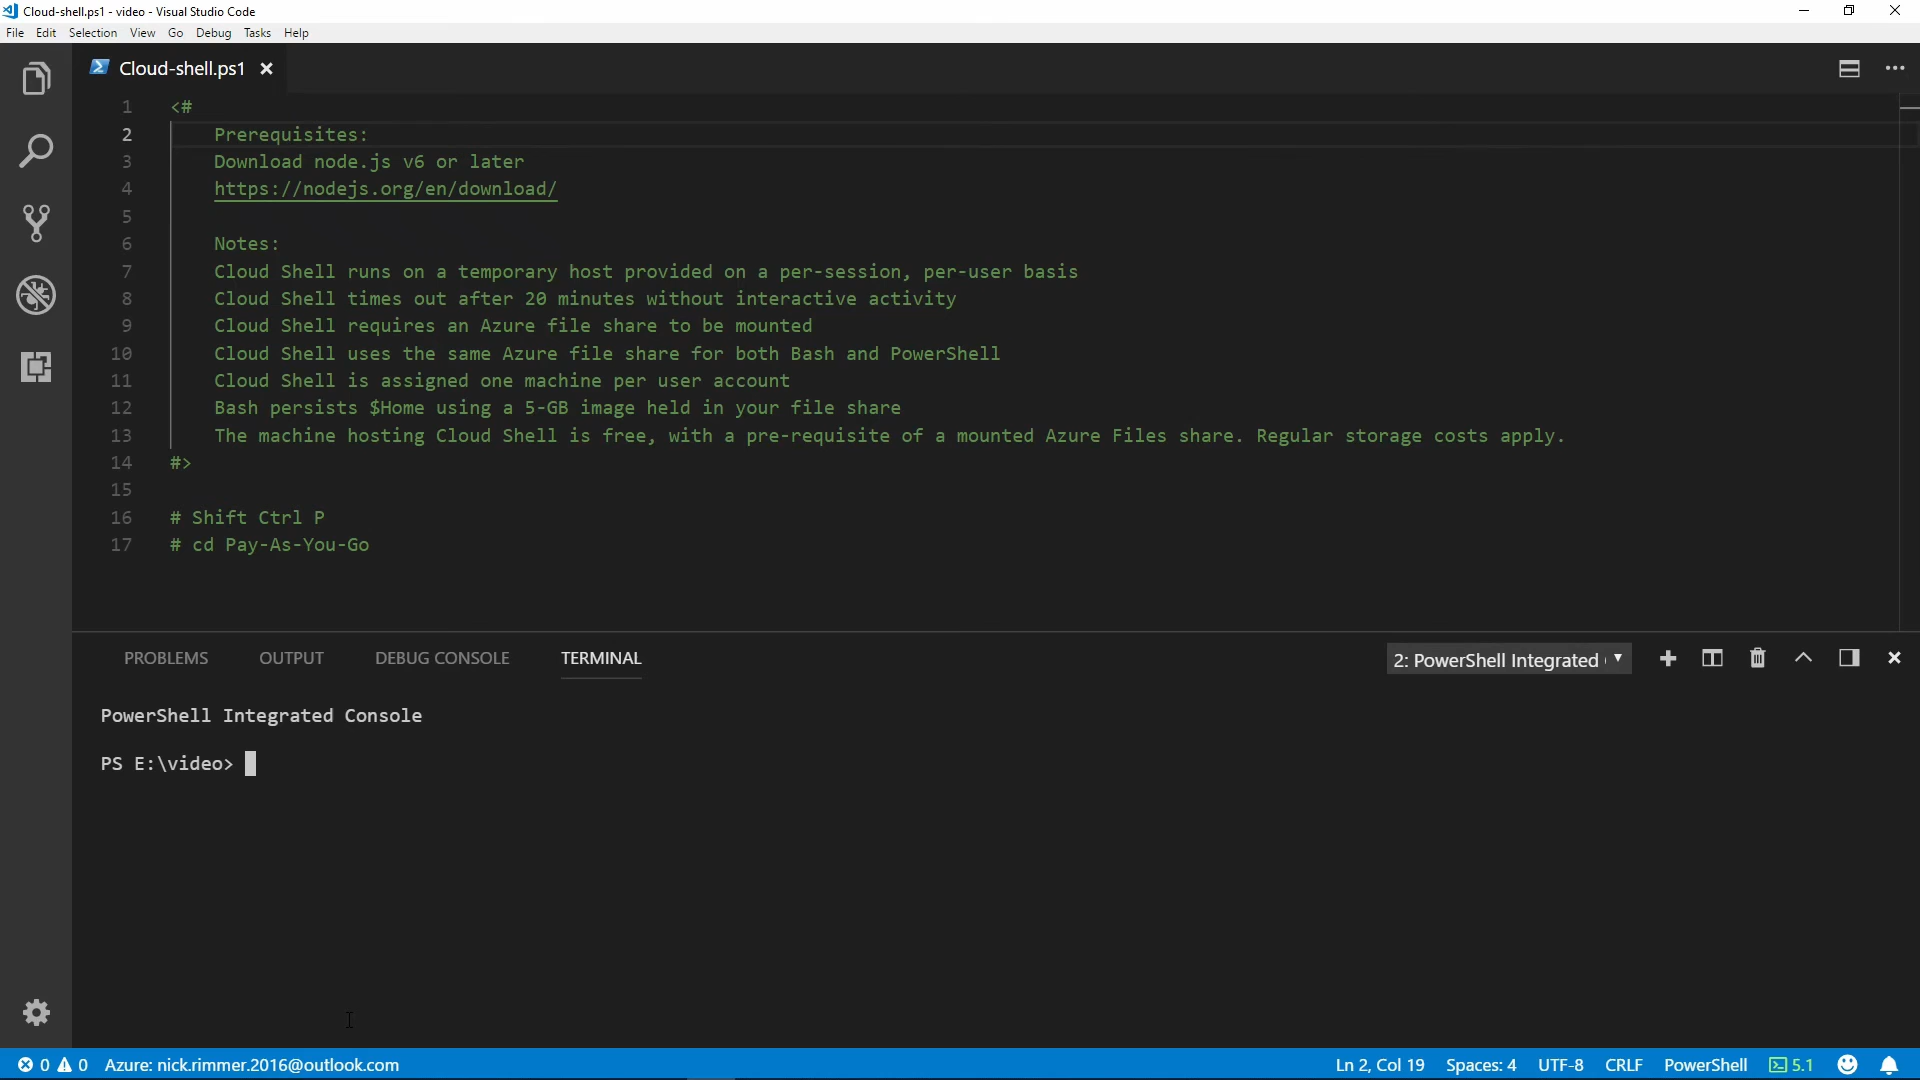 Cloud-shell.ps1 - video - Visual Studio Code
File Edit Selection View Go Debug Tasks Help
Cloud-shell.ps1
1 <#
2 Prerequisites:
3 Download node.js v6 or later
4 https://nodejs.org/en/download/
5
6 Notes:
7 Cloud Shell runs on a temporary host provided on a per-session, per-user basis
8 Cloud Shell times out after 20 minutes without interactive activity
9 Cloud Shell requires an Azure file share to be mounted
10 Cloud Shell uses the same Azure file share for both Bash and PowerShell
11 Cloud Shell is assigned one machine per user account
12 Bash persists $Home using a 5-GB image held in your file share
13 The machine hosting Cloud Shell is free, with a pre-requisite of a mounted Azure Files share. Regular storage costs apply.
14 #>
15
16 # Shift Ctrl P
17 # cd Pay-As-You-Go
PROBLEMS OUTPUT DEBUG CONSOLE TERMINAL 2: PowerShell Integrated
PowerShell Integrated Console
PS E:\video>
0 0 Azure: nick.rimmer.2016@outlook.com Ln 2, Col 19 Spaces: 4 UTF-8 CRLF PowerShell 5.1